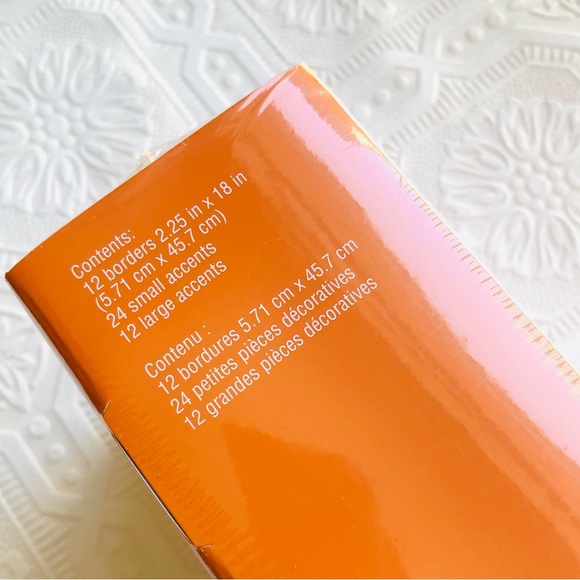 Contents:
12 borders 2.25 in x 18 in
(5.71 cm x 45.7 cm)
24 small accents
12 large accents
Contenu :
12 bordures 5.71 cm x 45.7 cm
24 petites pièces décoratives
12 grandes pièces décoratives